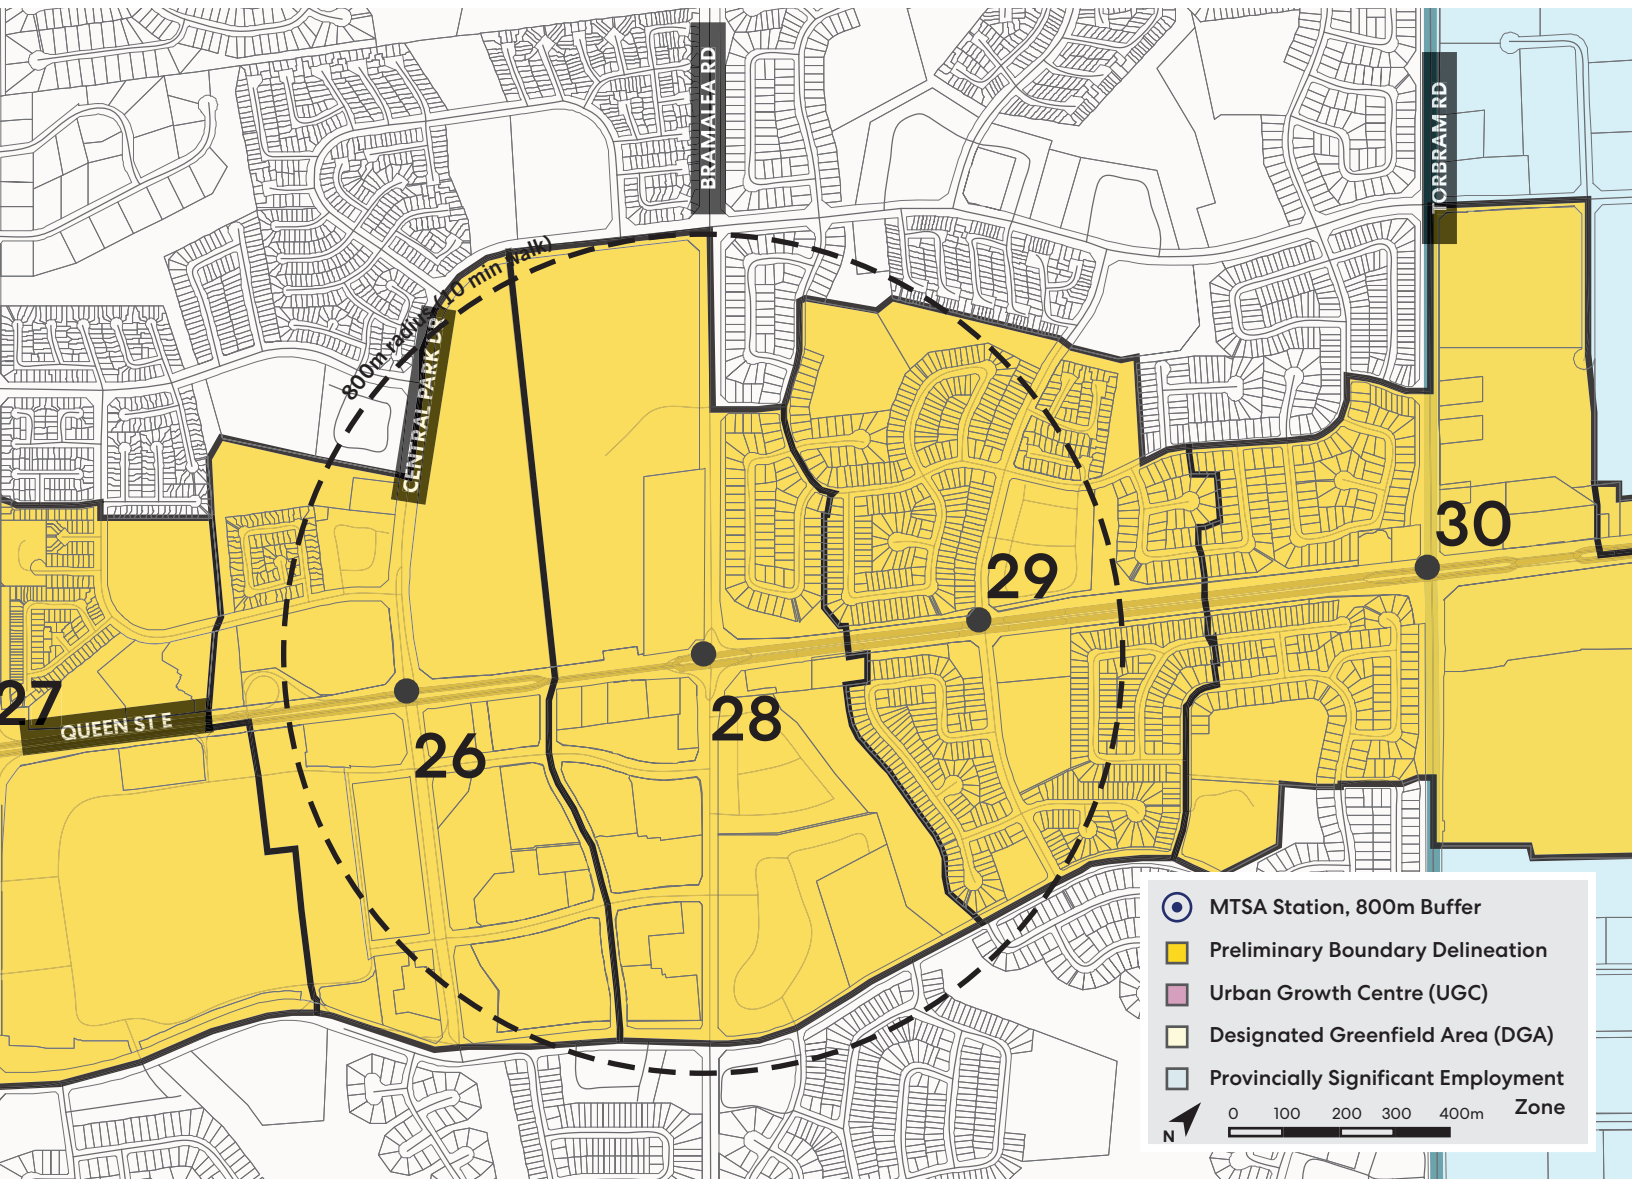 BRAMALEA RD
TORBRAM RD
800m radius (10 min walk)
CENTRAL PARK DR
30
29
27
QUEEN ST E
28
26
MTSA Station, 800m Buffer
Preliminary Boundary Delineation
Urban Growth Centre (UGC)
Designated Greenfield Area (DGA)
Provincially Significant Employment
Zone
0 100 200 300 400m
N